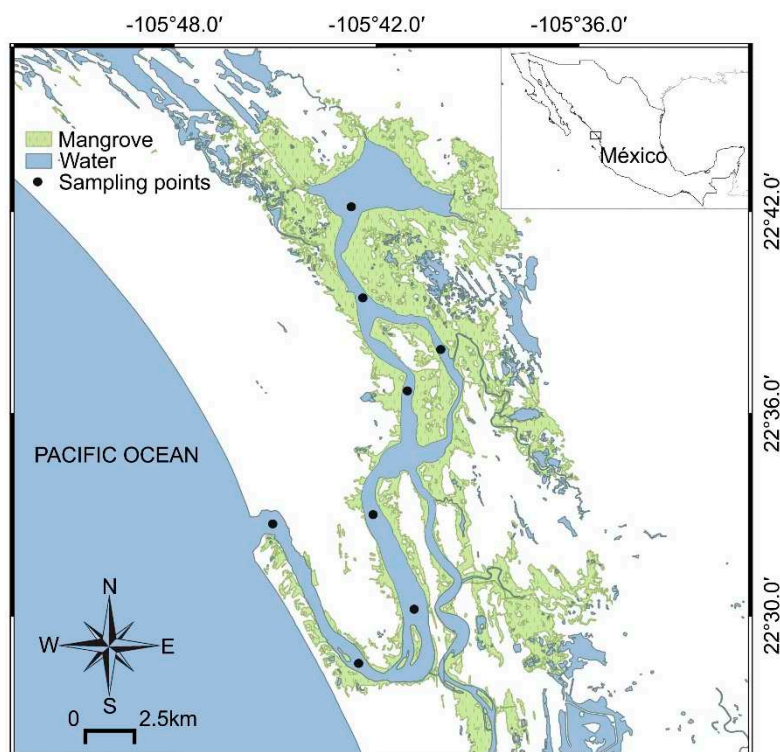 -105°48.0' -105°42.0' -105°36.0'
Mangrove
Water
Sampling points
México
22°42.0'
22°36.0'
PACIFIC OCEAN
22°30.0'
N
W E
S
0 2.5km